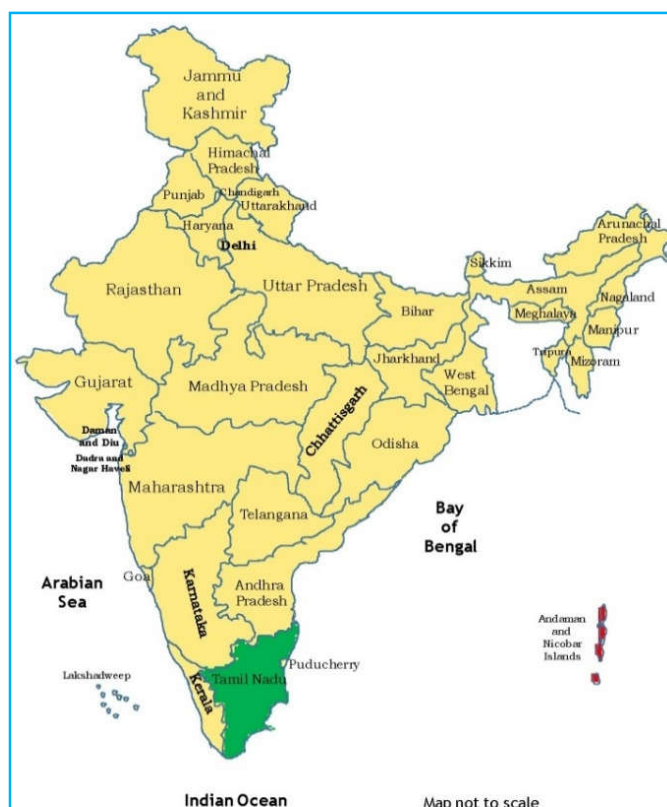 Jammu
and
Kashmir
Himachal
Pradesh
Punjab
Chandigarh
Uttarakhand
Haryana
Delhi
Arunachal
Pradesh
Sikkim
Assam
Nagaland
Meghalaya
Manipur
Tripura
Mizoram
Rajasthan
Uttar Pradesh
Bihar
Jharkhand
West
Bengal
Gujarat
Madhya Pradesh
Chhattisgarh
Odisha
Daman
and Diu
Dadra and
Nagar Haveli
Maharashtra
Telangana
Bay
of
Bengal
Goa
Karnataka
Andhra
Pradesh
Arabian
Sea
Andaman
and
Nicobar
Islands
Puducherry
Lakshadweep
Kerala
Tamil Nadu
Indian Ocean
Map not to scale